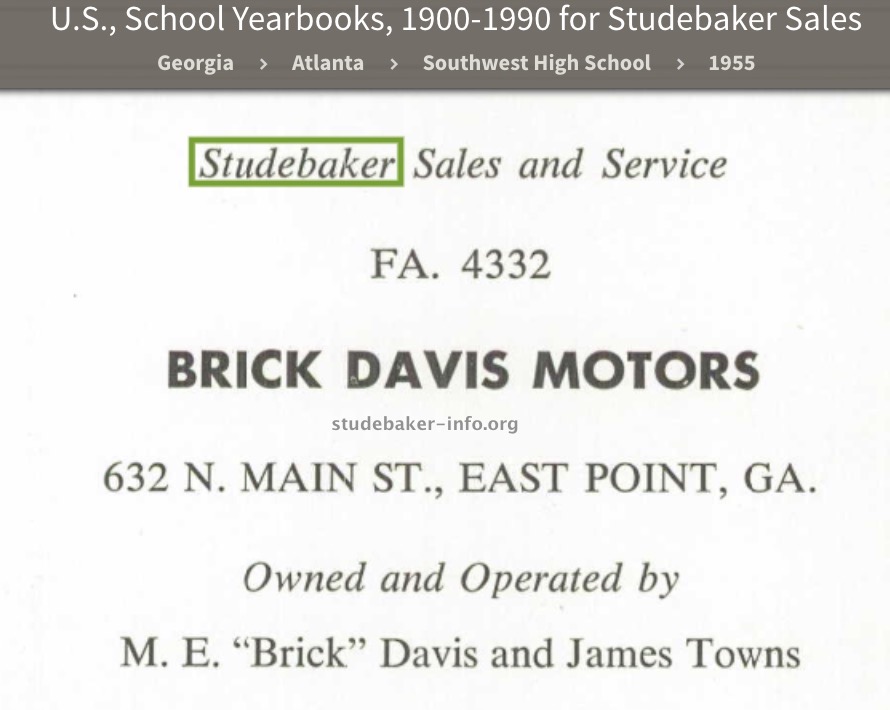 U.S., School Yearbooks, 1900-1990 for Studebaker Sales
Georgia > Atlanta > Southwest High School > 1955
Studebaker Sales and Service
FA. 4332
BRICK DAVIS MOTORS
studebaker-info.org
632 N. MAIN ST., EAST POINT, GA.
Owned and Operated by
M. E. “Brick” Davis and James Towns